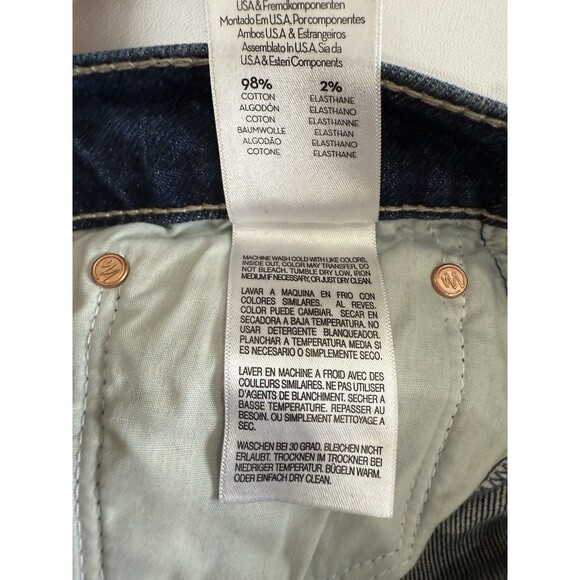 USA & Fremdkomponenten
Montado Em U.S.A. Por componentes
Ambos U.S.A & Estrangeiros
Assemblato In U.S.A. Sia da
U.S.A & Esteri Components
98% 2%
COTTON ELASTHANE
ALGODÓN ELASTHANO
COTON ELASTHANNE
BAUMWOLLE ELASTHAN
ALGODÃO ELASTHANO
COTONE ELASTHANE
MACHINE WASH COLD WITH LIKE COLORS,
INSIDE OUT, COLOR MAY TRANSFER. DO
NOT BLEACH. TUMBLE DRY LOW, IRON
MEDIUM IF NECESSARY, OR JUST DRY CLEAN.
LAVAR A MAQUINA EN FRIO CON
COLORES SIMILARES. AL REVES.
COLOR PUEDE CAMBIAR. SECAR EN
SECADORA A BAJA TEMPERATURA. NO
USAR DETERGENTE BLANQUEADOR.
PLANCHAR A TEMPERATURA MEDIA SI
ES NECESARIO O SIMPLEMENTE SECO.
LAVER EN MACHINE À FROID AVEC DES
COULEURS SIMILAIRES. NE PAS UTILISER
D'AGENTS DE BLANCHIMENT. SECHER A
BASSE TEMPERATURE. REPASSER AU
BESOIN. OU SIMPLEMENT METTOYAGE A
SEC.
WASCHEN BEI 30 GRAD. BLEICHEN NICHT
ERLAUBT. TROCKNEN IM TROCKNER BEI
NIEDRIGER TEMPERATUR. BÜGELN WARM.
ODER EINFACH DRY CLEAN.